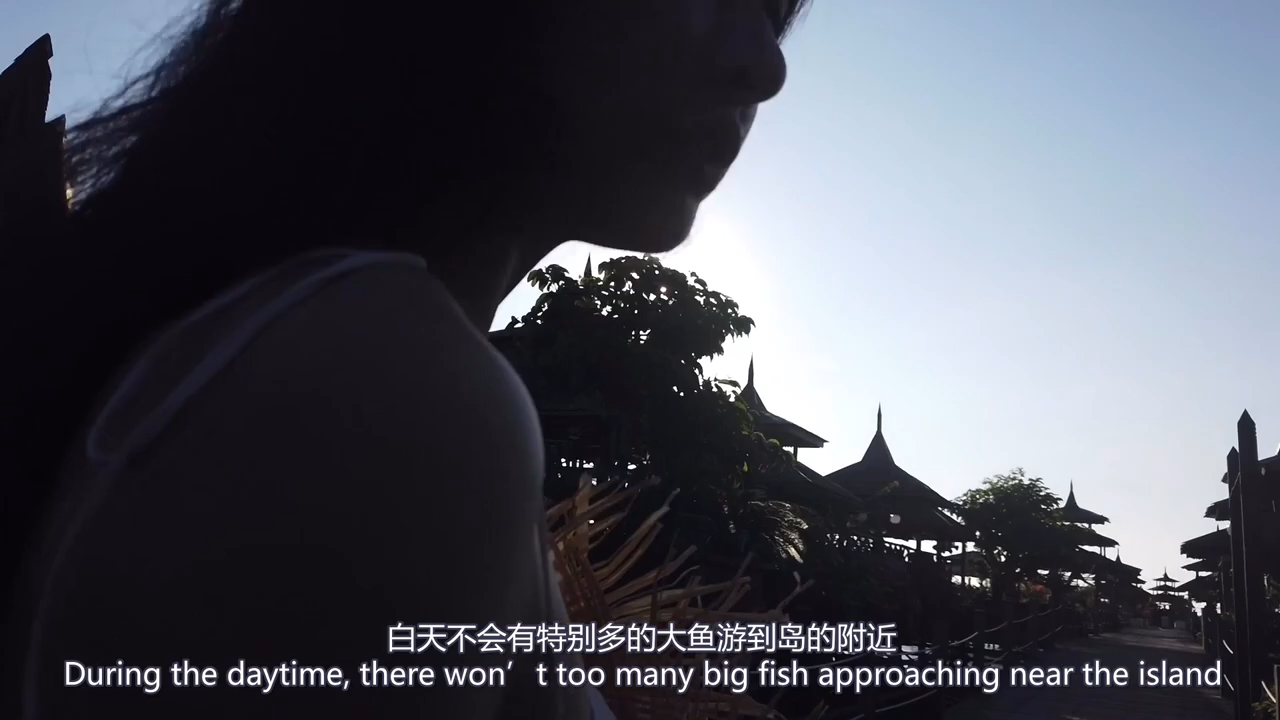 白天不会有特别多的大鱼游到岛的附近
During the daytime, there won’t too many big fish approaching near the island